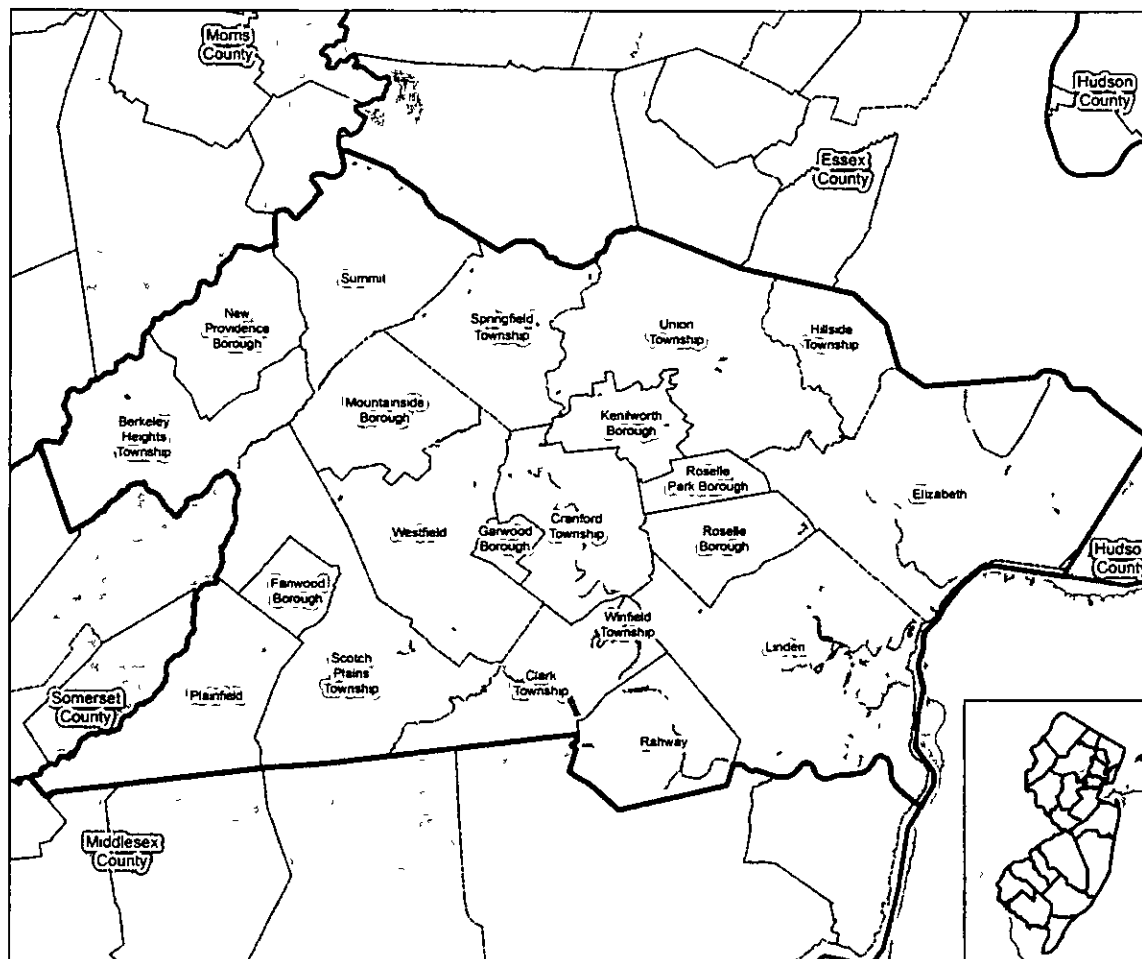 Morris
County
Hudson
County
Essex
County
Summit
New
Providence
Borough
Springfield
Township
Union
Township
Hillside
Township
Berkeley
Heights
Township
Mountainside
Borough
Kenilworth
Borough
Roselle
Park Borough
Elizabeth
Westfield
Garwood
Borough
Cranford
Township
Roselle
Borough
Hudson
County
Fanwood
Borough
Winfield
Township
Linden
Scotch
Plains
Township
Clark
Township
Somerset
County
Plainfield
Rahway
Middlesex
County